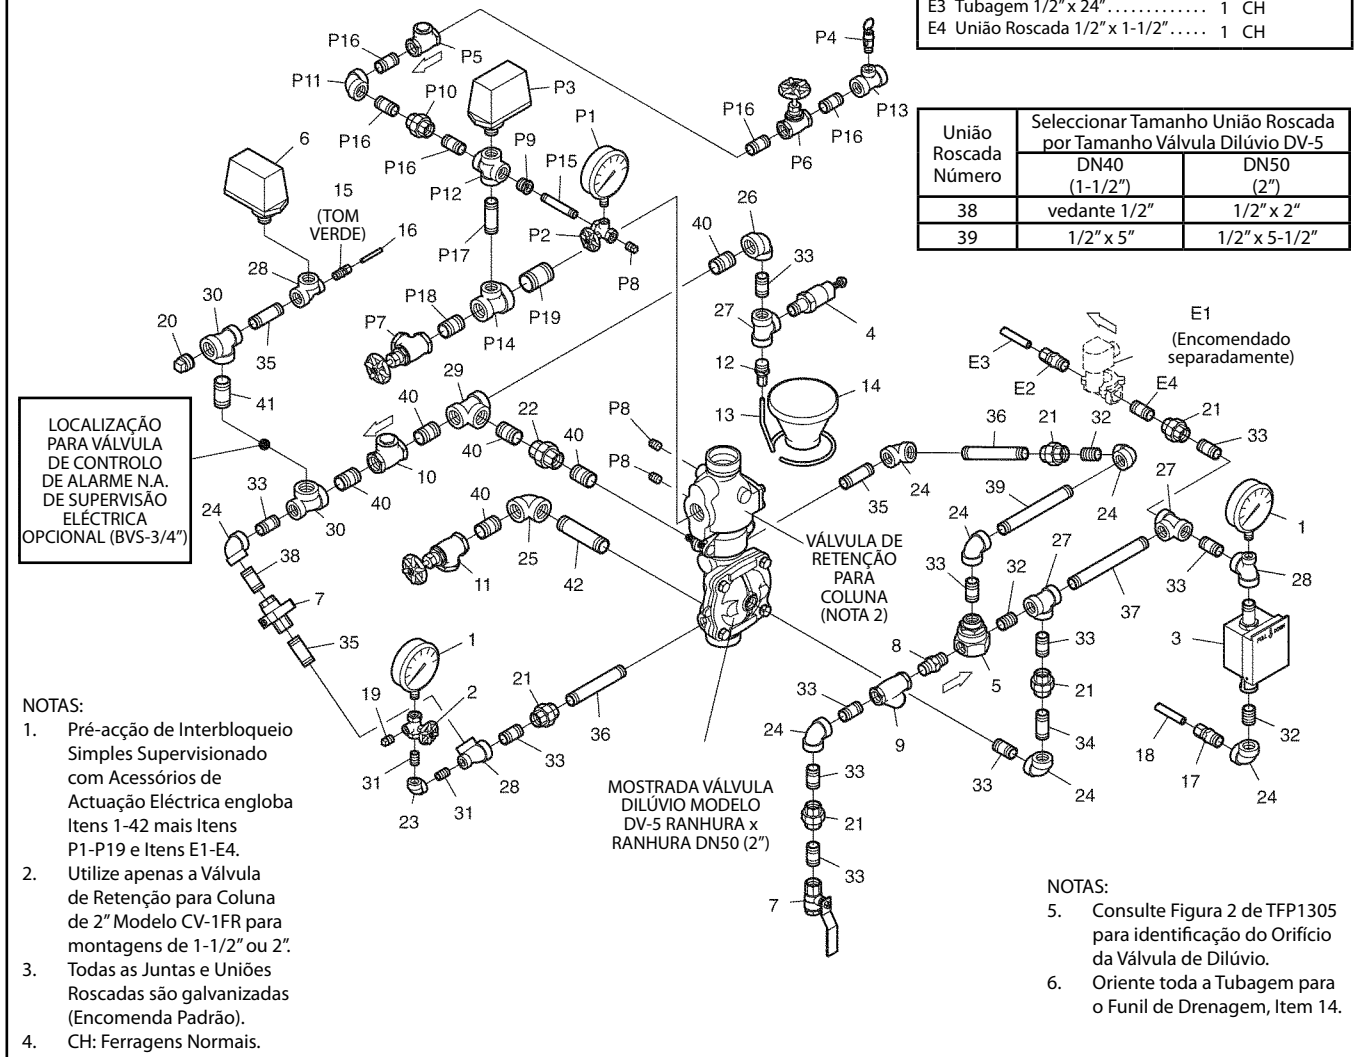 E3 Tubagem 1/2” x 24” . . . . . . . . . . . . . 1 CH
E4 União Roscada 1/2” x 1-1/2” . . . . . 1 CH
União Roscada Número
Seleccionar Tamanho União Roscada
por Tamanho Válvula Dilúvio DV-5
DN40
(1-1/2”)
DN50
(2”)
38 vedante 1/2” 1/2” x 2“
39 1/2” x 5” 1/2” x 5-1/2”
P16
P5
P4
P11
P10
P3
P13
P16
P1
P16
P16
P9
P15
P6
P16
P12
6
15
(TOM
VERDE)
16
P17
P2
P8
40
26
33
28
30
P18
P19
27
4
E1
(Encomendado
separadamente)
20
35
P7
P14
E3
E2
E4
12
14
29
41
40
22
13
P8
36
21
32
21
33
LOCALIZAÇÃO
PARA VÁLVULA
DE CONTROLO
DE ALARME N.A.
DE SUPERVISÃO
ELÉCTRICA
OPCIONAL (BVS-3/4”)
40
40
10
P8
24
27
33
40
35
39
24
30
24
40
24
1
25
11
42
VÁLVULA DE
RETENÇÃO
PARA
COLUNA
(NOTA 2)
33
32
27
33
28
38
37
7
35
1
8
5
33
3
19
2
21
33
21
36
24
9
34
18
32
31
33
28
17
33
24
33
24
23
31
MOSTRADA VÁLVULA
DILÚVIO MODELO
DV-5 RANHURA x
RANHURA DN50 (2”)
21
33
7
NOTAS:
1. Pré-acção de Interbloqueio
Simples Supervisionado
com Acessórios de
Actuação Eléctrica engloba
Itens 1-42 mais Itens
P1-P19 e Itens E1-E4.
2. Utilize apenas a Válvula
de Retenção para Coluna
de 2” Modelo CV-1FR para
montagens de 1-1/2” ou 2”.
3. Todas as Juntas e Uniões
Roscadas são galvanizadas
(Encomenda Padrão).
4. CH: Ferragens Normais.
NOTAS:
5. Consulte Figura 2 de TFP1305
para identificação do Orifício
da Válvula de Dilúvio.
6. Oriente toda a Tubagem para
o Funil de Drenagem, Item 14.